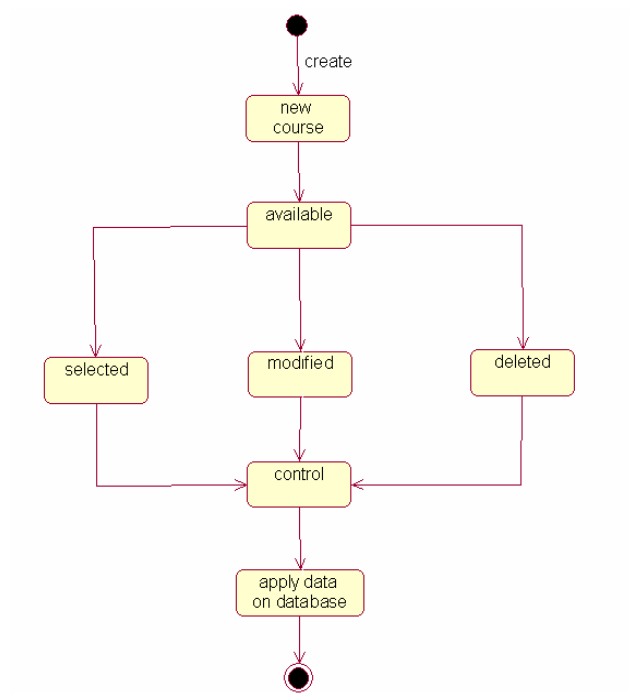 create
new
course
available
selected
modified
deleted
control
apply data
on database